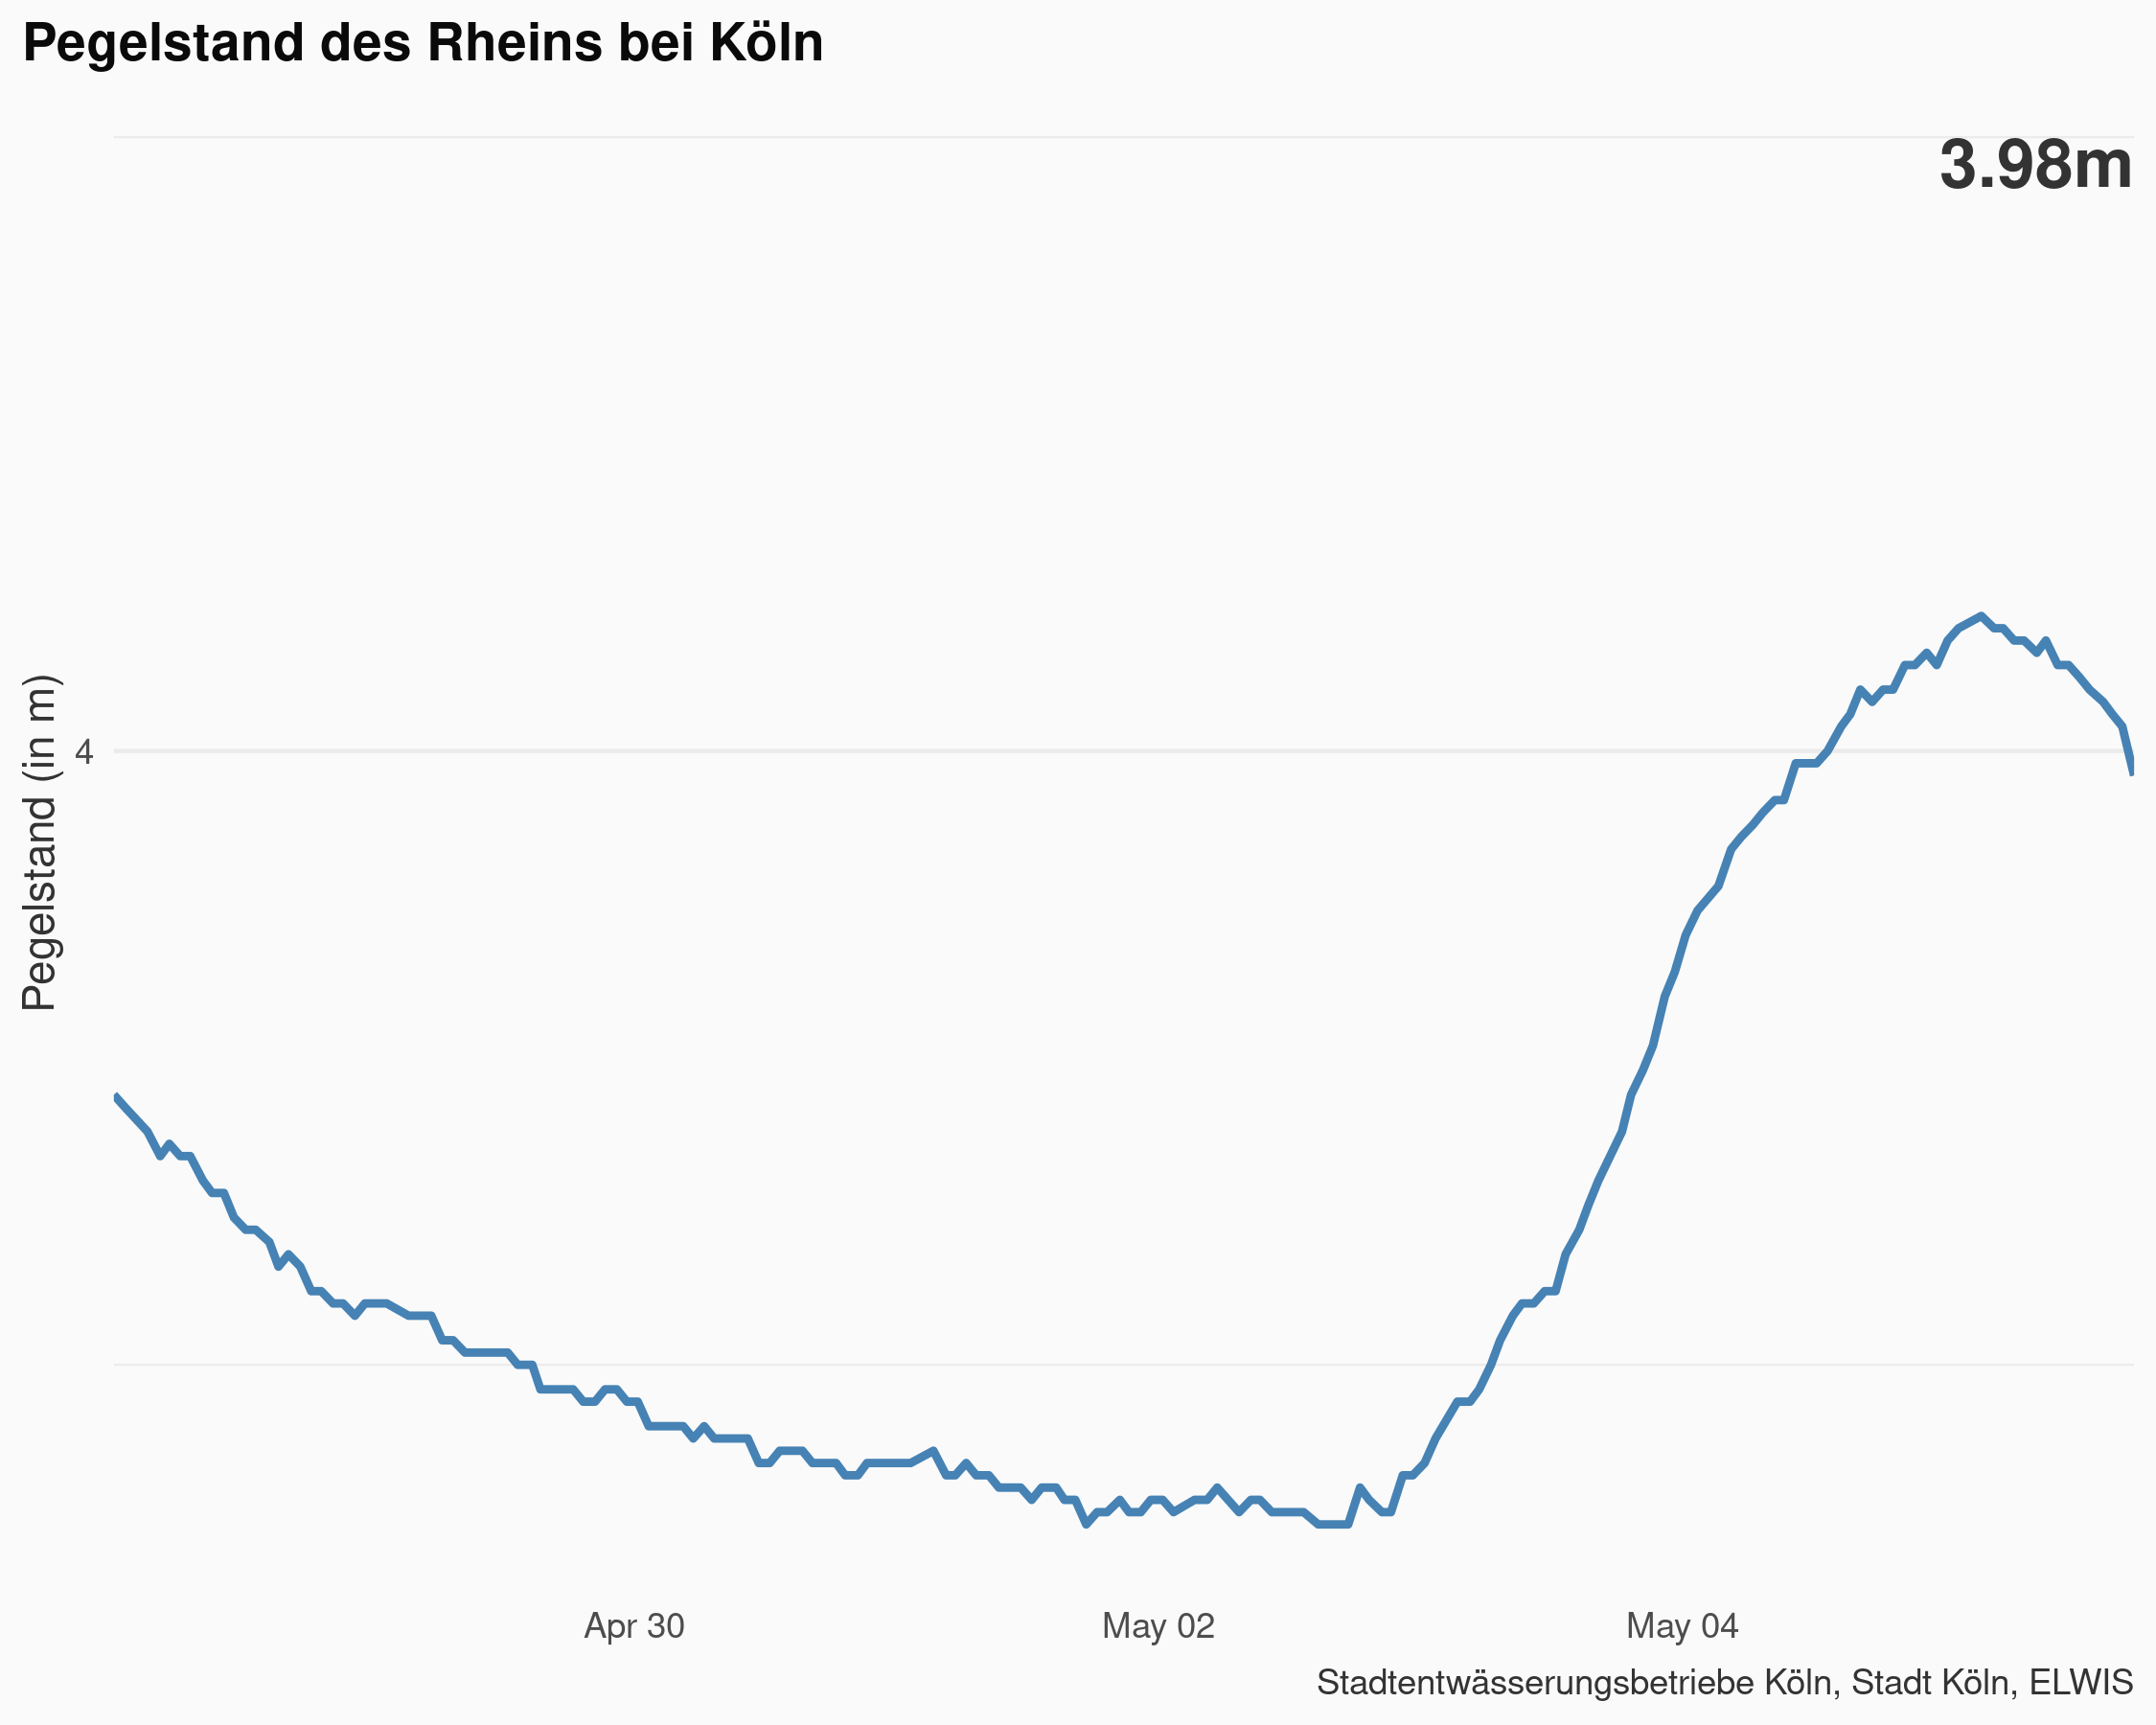 Pegelstand des Rheins bei Köln
3.98m
Pegelstand (in m)
4
Apr 30
May 02
May 04
Stadtentwässerungsbetriebe Köln, Stadt Köln, ELWIS